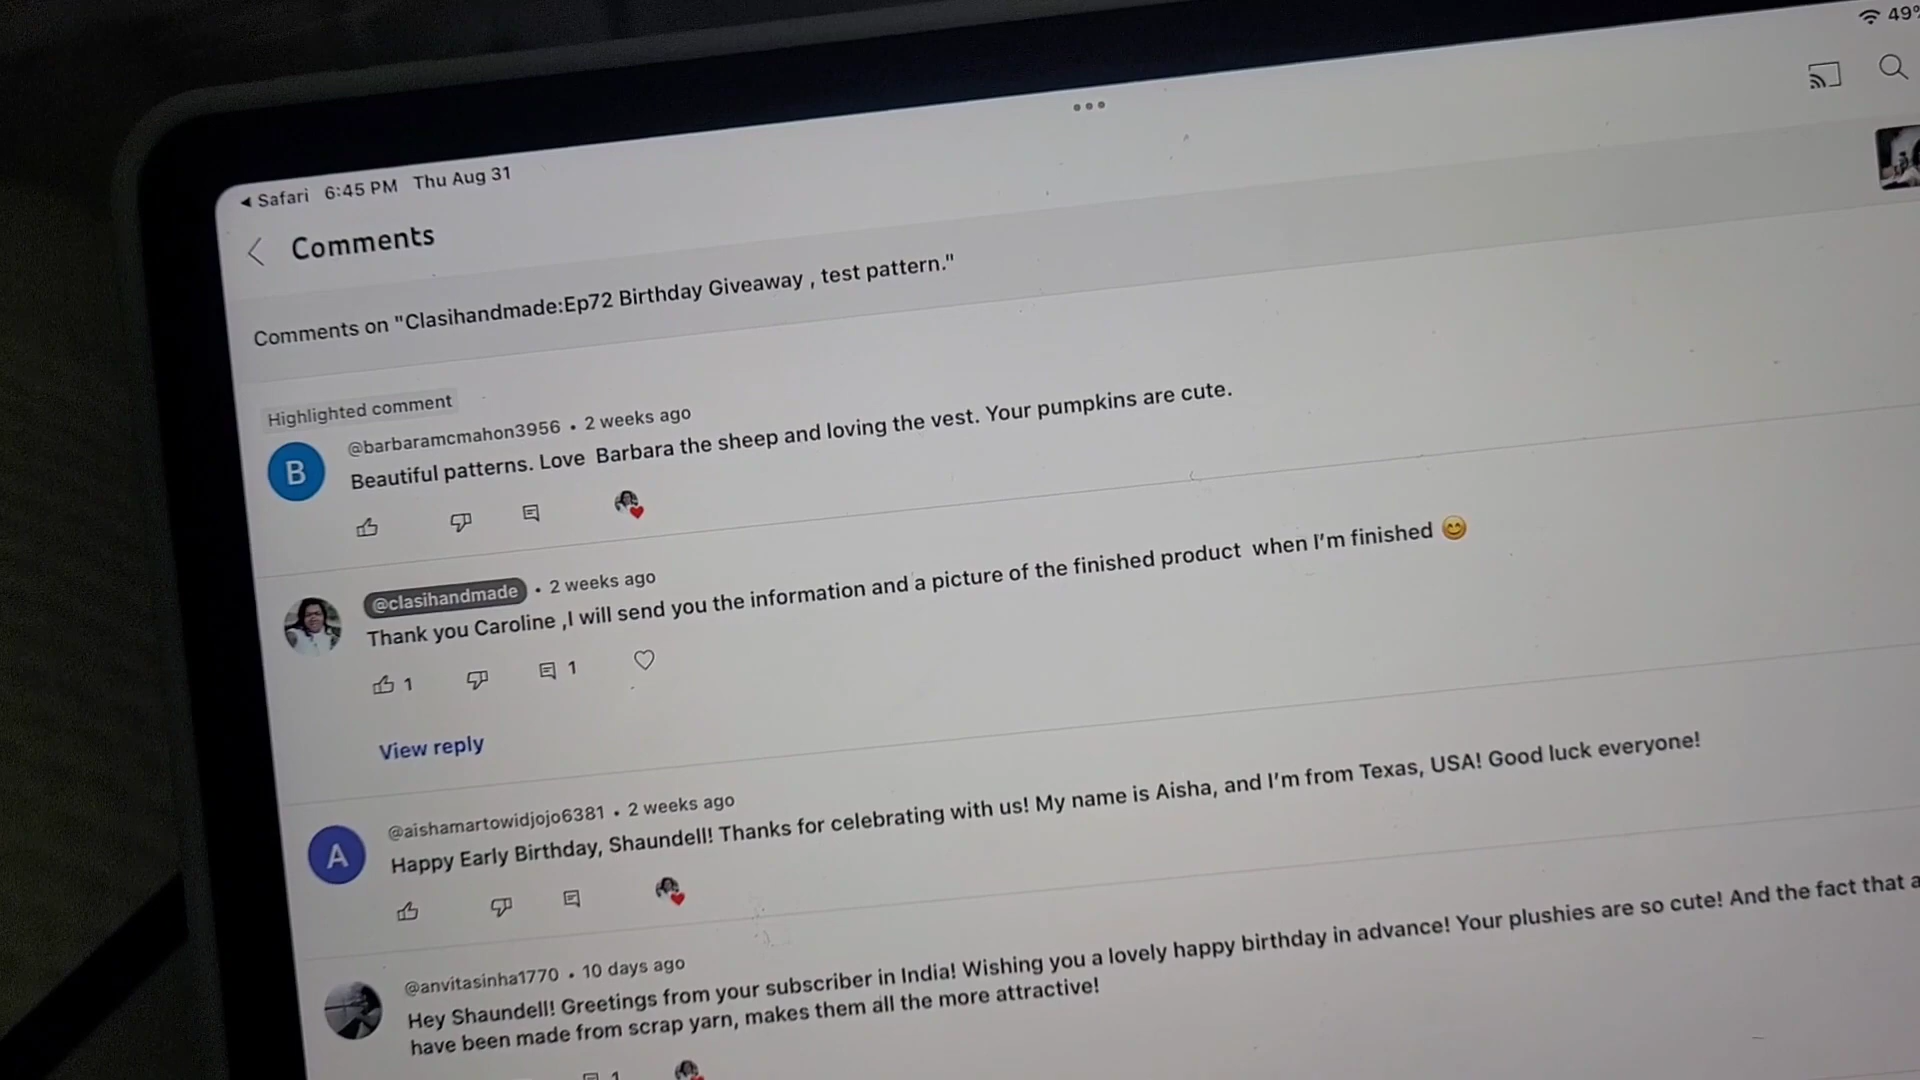 49%
Safari 6:45 PM Thu Aug 31
Comments
Comments on "Clasihandmade:Ep72 Birthday Giveaway , test pattern."
Highlighted comment
@barbaramcmahon3956 • 2 weeks ago
Beautiful patterns. Love Barbara the sheep and loving the vest. Your pumpkins are cute.
B
@clasihandmade • 2 weeks ago
Thank you Caroline ,I will send you the information and a picture of the finished product when I'm finished 😊
1
1
View reply
@aishamartowidjojo6381 • 2 weeks ago
Happy Early Birthday, Shaundell! Thanks for celebrating with us! My name is Aisha, and I'm from Texas, USA! Good luck everyone!
A
@anvitasinha1770 • 10 days ago
Hey Shaundell! Greetings from your subscriber in India! Wishing you a lovely happy birthday in advance! Your plushies are so cute! And the fact that
have been made from scrap yarn, makes them all the more attractive!
1